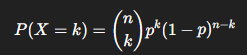 P(X = k) = \binom{n}{k} p^k (1 − p)^{n−k}